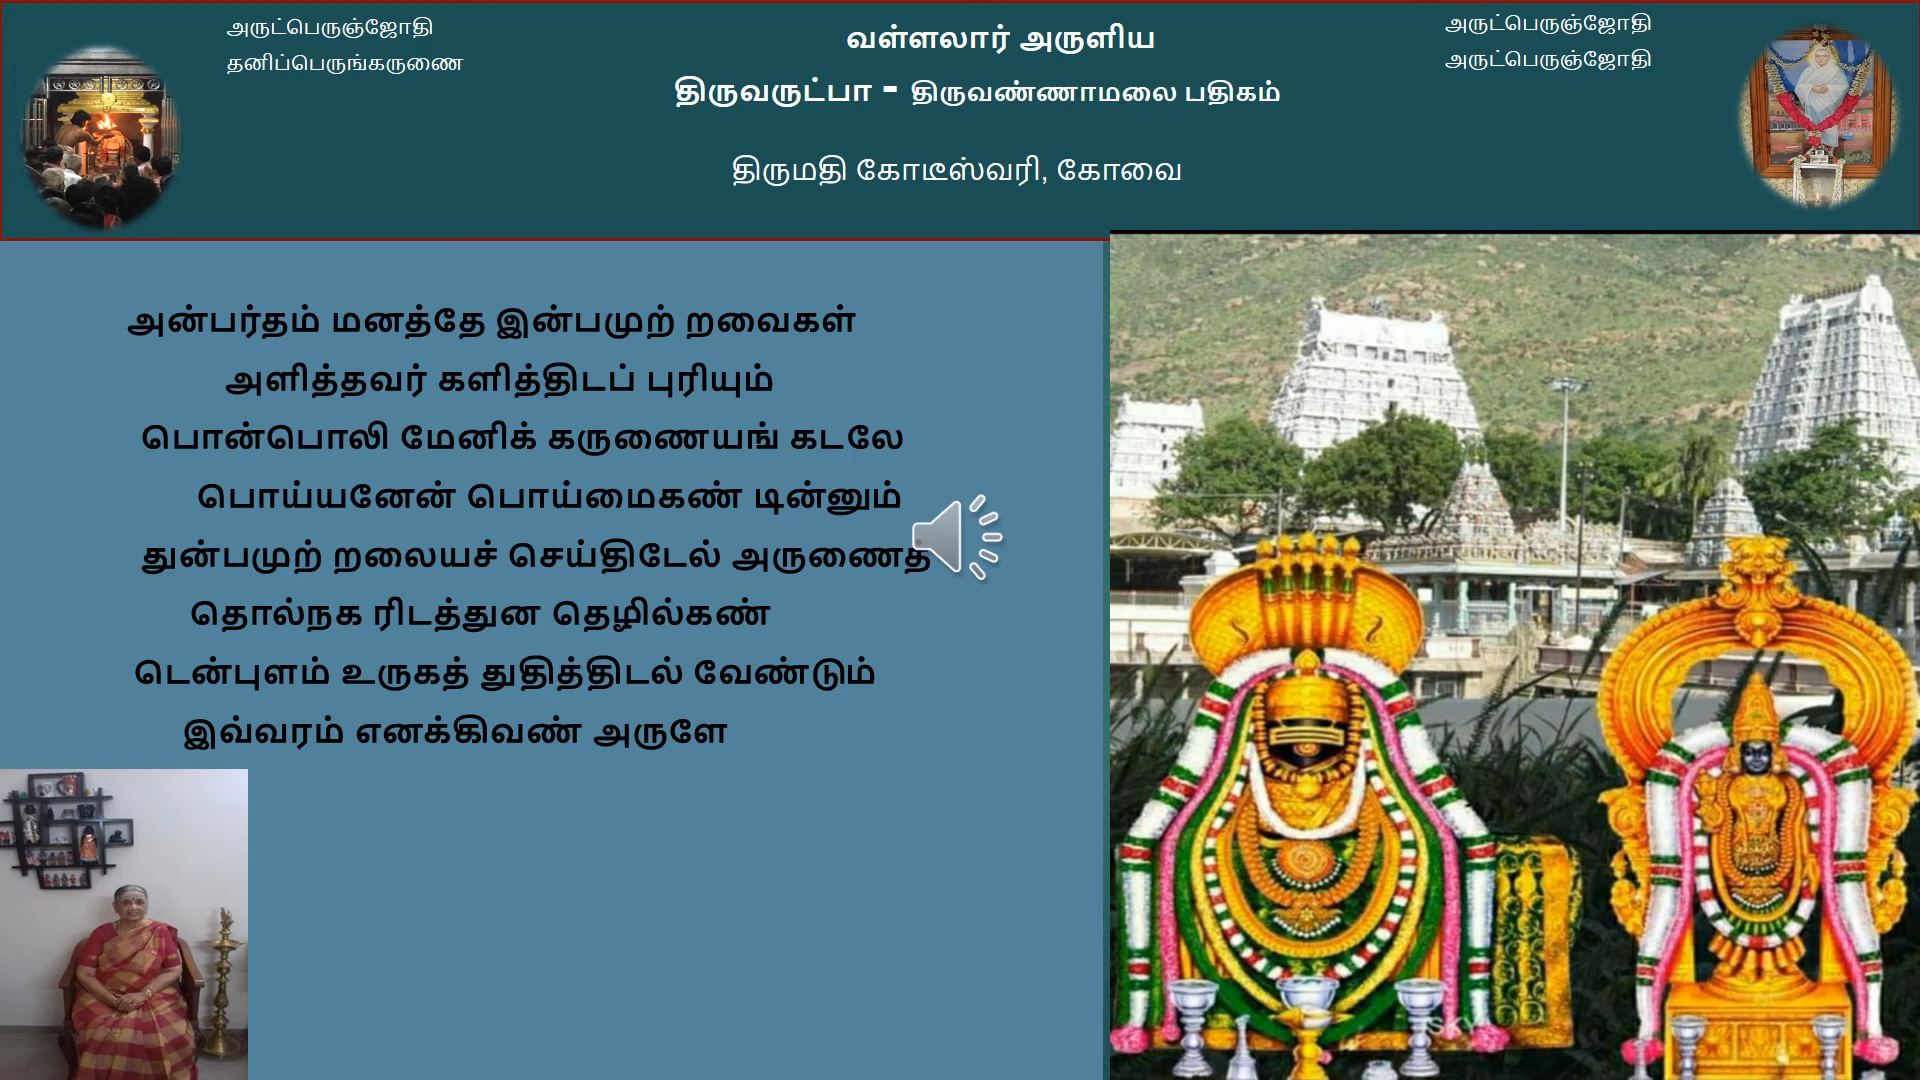 அருட்பெருஞ்ஜோதி
தனிப்பெருங்கருணை
வள்ளலார் அருளிய
திருவருட்பா - திருவண்ணாமலை பதிகம்
திருமதி கோடீஸ்வரி, கோவை
அருட்பெருஞ்ஜோதி
அருட்பெருஞ்ஜோதி
அன்பர்தம் மனத்தே இன்பமுற் றவைகள்
அளித்தவர் களித்திடப் புரியும்
பொன்பொலி மேனிக் கருணையங் கடலே
பொய்யனேன் பொய்மைகண் டின்னும்
துன்பமுற் றலையச் செய்திடேல் அருணைத்
தொல்நக ரிடத்துன தெழில்கண்
டென்புளம் உருகத் துதித்திடல் வேண்டும்
இவ்வரம் எனக்கிவண் அருளே